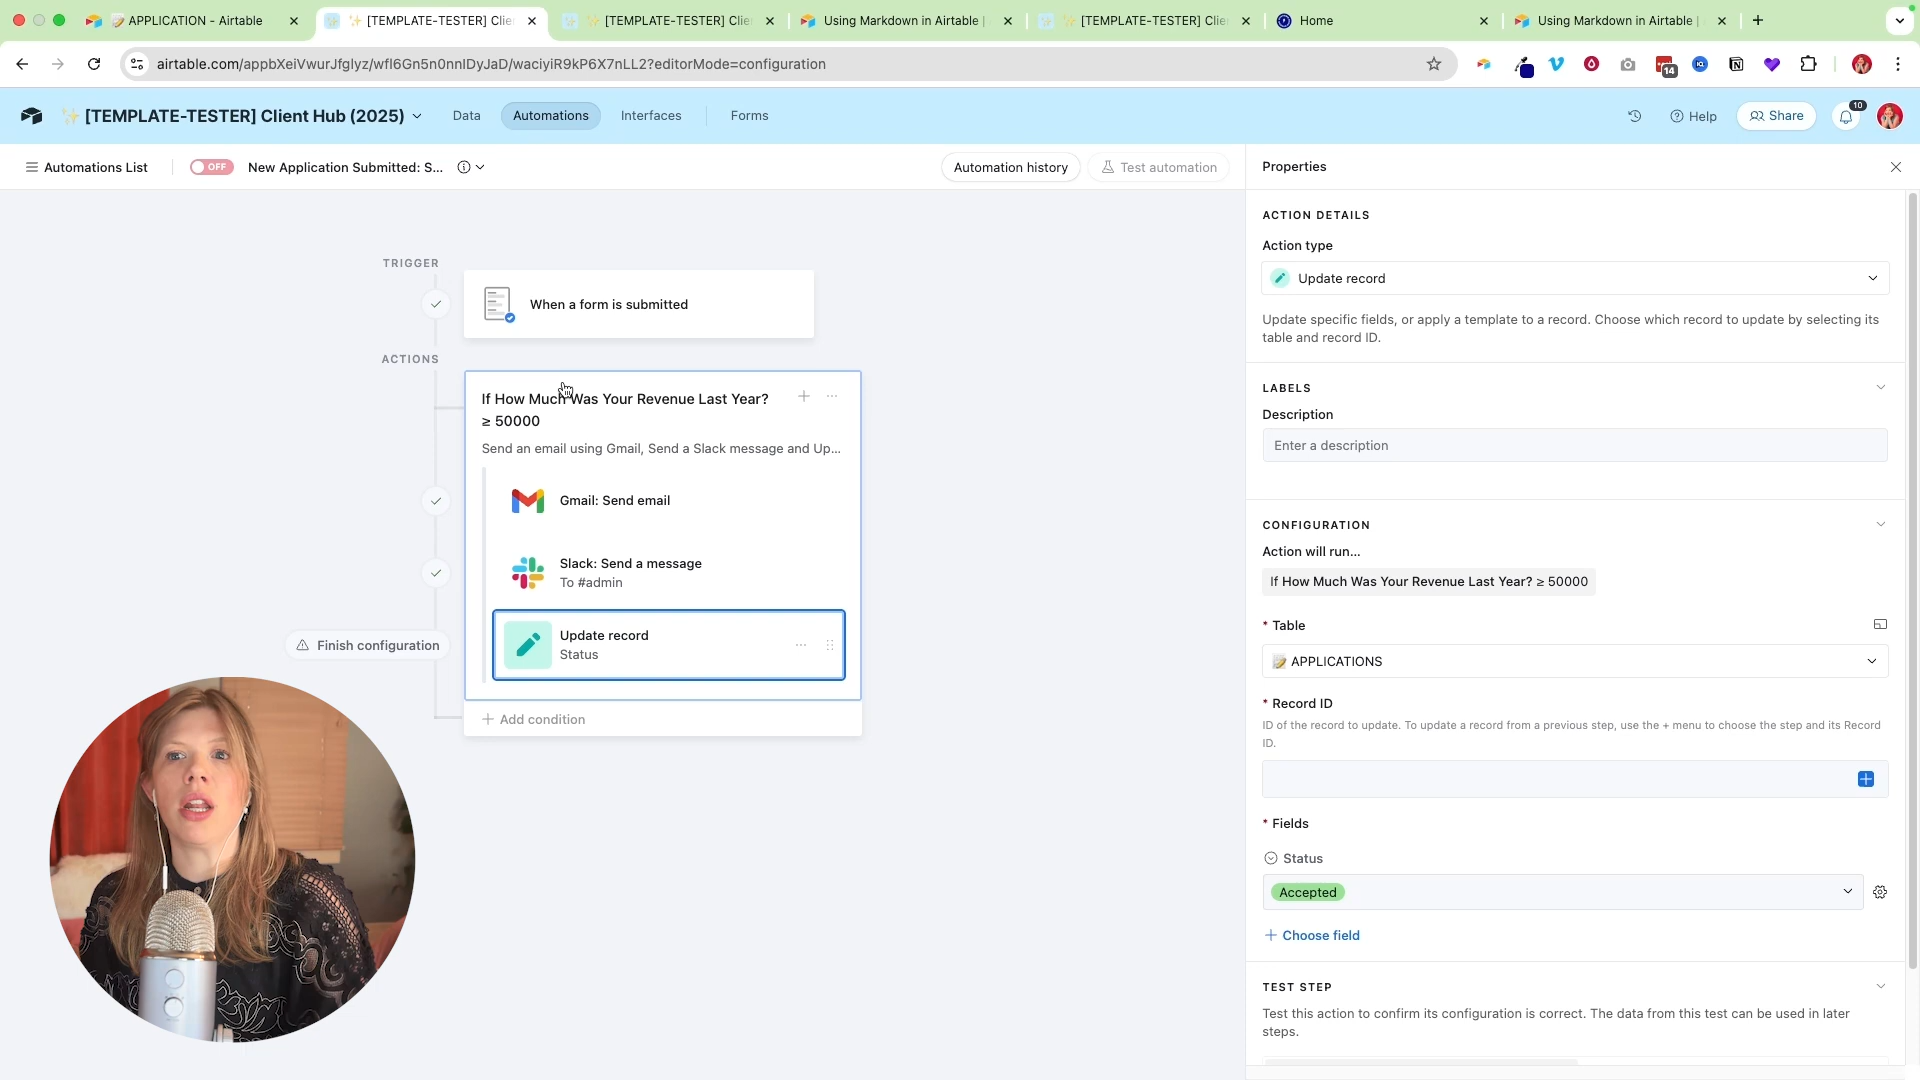 APPLICATION - Airtable
[TEMPLATE-TESTER] Clie
[TEMPLATE-TESTER] Clie
Using Markdown in Airtable |
[TEMPLATE-TESTER] Clie
Home
Using Markdown in Airtable |
airtable.com/appbXeiVwurJfglyz/wfl6Gn5n0nnIDyJaD/waciyiR9kP6X7nLL2?editorMode=configuration
14
[TEMPLATE-TESTER] Client Hub (2025)
Data
Automations
Interfaces
Forms
Help
Share
10
Automations List
OFF
New Application Submitted: S...
Automation history
Test automation
Properties
TRIGGER
When a form is submitted
ACTIONS
If How Much Was Your Revenue Last Year?
≥ 50000
Send an email using Gmail, Send a Slack message and Up...
Gmail: Send email
Slack: Send a message
To #admin
Update record
Status
Finish configuration
Add condition
ACTION DETAILS
Action type
Update record
Update specific fields, or apply a template to a record. Choose which record to update by selecting its
table and record ID.
LABELS
Description
Enter a description
CONFIGURATION
Action will run...
If How Much Was Your Revenue Last Year? ≥ 50000
* Table
APPLICATIONS
* Record ID
ID of the record to update. To update a record from a previous step, use the + menu to choose the step and its Record
ID.
* Fields
Status
Accepted
Choose field
TEST STEP
Test this action to confirm its configuration is correct. The data from this test can be used in later
steps.